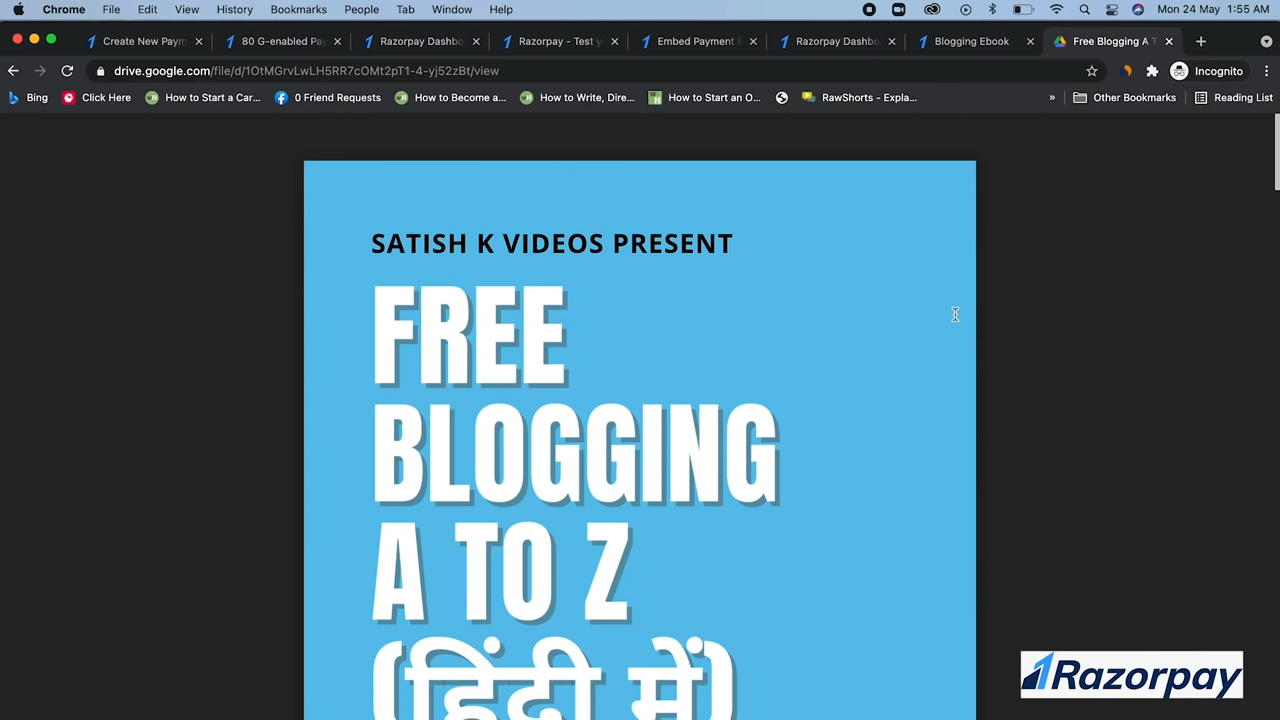 Chrome File Edit View History Bookmarks People Tab Window Help Mon 24 May 1:55 AM
Create New Paym 80 G-enabled Pa Razorpay Dashbo Razorpay - Test y Embed Payment Razorpay Dashbo Blogging Ebook Free Blogging A T
drive.google.com/file/d/1OtMGrvLwLH5RR7cOMt2pT1-4-yj52zBt/view Incognito
Bing Click Here How to Start a Car... 0 Friend Requests How to Become a... How to Write, Dire... How to Start an O... RawShorts - Expla... » Other Bookmarks Reading List
SATISH K VIDEOS PRESENT
FREE
BLOGGING
A TO Z
(हिंदी में)
Razorpay